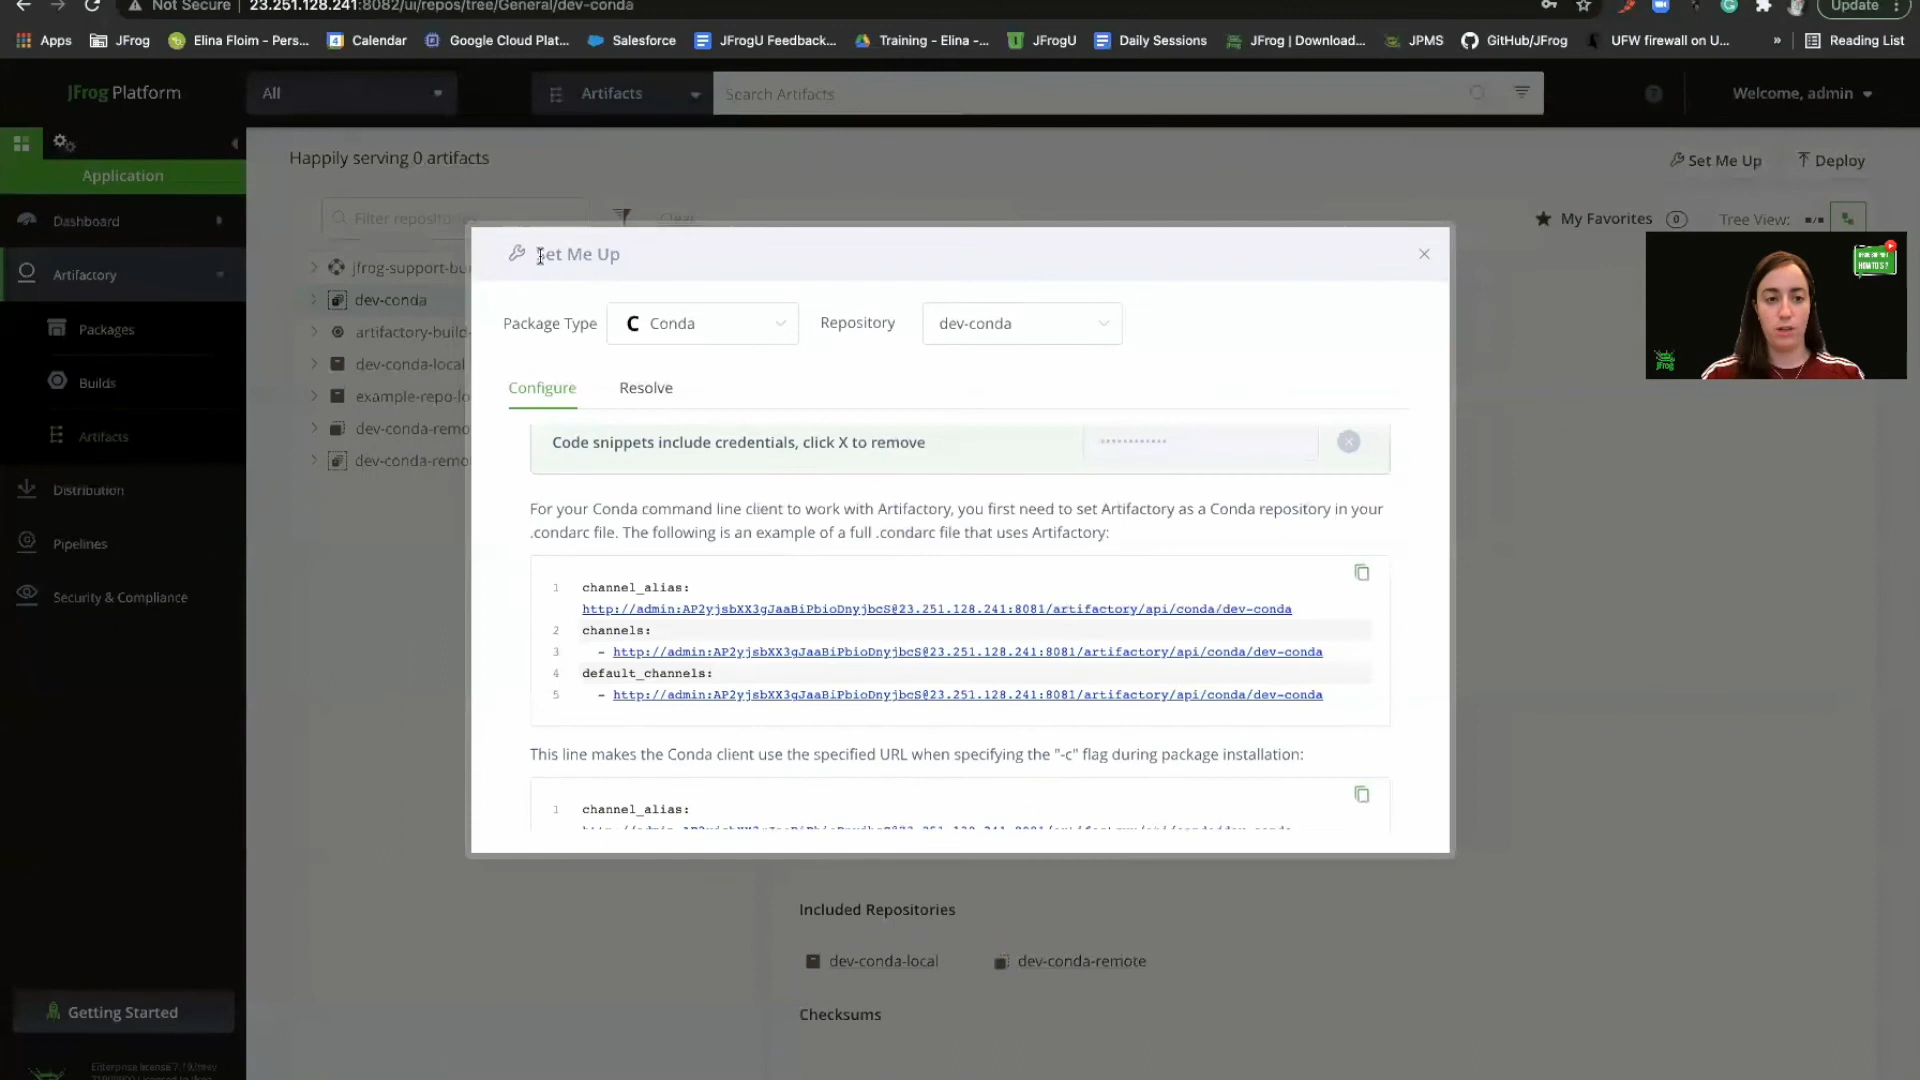 Not Secure | 23.251.128.241:8082/ui/repos/tree/General/dev-conda
Update
Apps JFrog Elina Floim - Pers... Calendar Google Cloud Plat... Salesforce JFrogU Feedback... Training - Elina -... JFrogU Daily Sessions JFrog | Download... JPMS GitHub/JFrog UFW firewall on U... » Reading List
JFrog Platform
All
Artifacts
Search Artifacts
Welcome, admin
Happily serving 0 artifacts
Set Me Up
Deploy
Application
Dashboard
Artifactory
Packages
Builds
Artifacts
Distribution
Pipelines
Security & Compliance
Getting Started
Filter repositories
Clear
My Favorites 0
Tree View:
jfrog-support-bu
dev-conda
artifactory-build-
dev-conda-local
example-repo-lo
dev-conda-remo
dev-conda-remo
Set Me Up
Package Type
C Conda
Repository
dev-conda
Configure
Resolve
Code snippets include credentials, click X to remove
For your Conda command line client to work with Artifactory, you first need to set Artifactory as a Conda repository in your
.condarc file. The following is an example of a full .condarc file that uses Artifactory:
1 channel_alias:
http://admin:AP2yjsbXX3gJaaBiPbioDnyjbcS@23.251.128.241:8081/artifactory/api/conda/dev-conda
2 channels:
3 - http://admin:AP2yjsbXX3gJaaBiPbioDnyjbcS@23.251.128.241:8081/artifactory/api/conda/dev-conda
4 default_channels:
5 - http://admin:AP2yjsbXX3gJaaBiPbioDnyjbcS@23.251.128.241:8081/artifactory/api/conda/dev-conda
This line makes the Conda client use the specified URL when specifying the "-c" flag during package installation:
1 channel_alias:
Included Repositories
dev-conda-local
dev-conda-remote
Checksums
JFrog